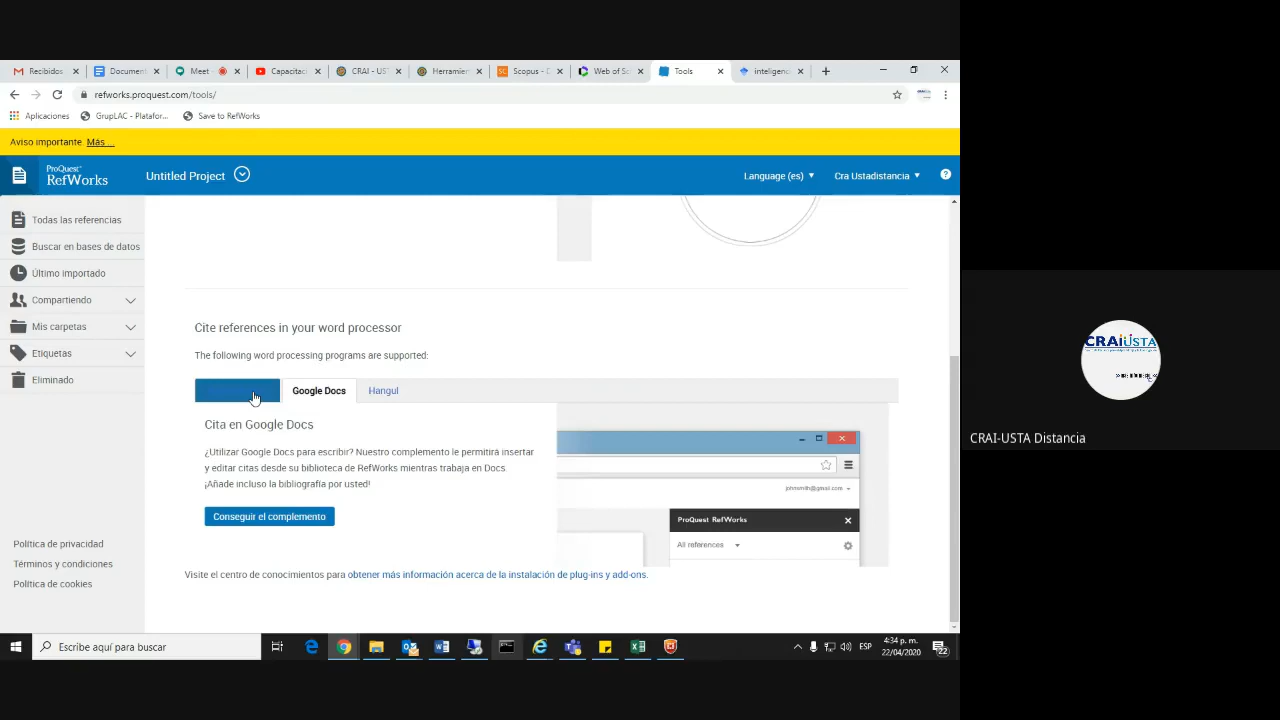 Recibidos
Document
Meet -
Capacitac
CRAI - UST
Herramien
Scopus - D
Web of Sc
Tools
inteligenc
refworks.proquest.com/tools/
Aplicaciones
GrupLAC - Platafor...
Save to RefWorks
Aviso importante. Más ...
ProQuest
RefWorks
Untitled Project
Language (es)
Cra Ustadistancia
Todas las referencias
Buscar en bases de datos
Último importado
Compartiendo
Mis carpetas
Etiquetas
Eliminado
Política de privacidad
Términos y condiciones
Política de cookies
Cite references in your word processor
The following word processing programs are supported:
Google Docs
Hangul
Cita en Google Docs
¿Utilizar Google Docs para escribir? Nuestro complemento le permitirá insertar
y editar citas desde su biblioteca de RefWorks mientras trabaja en Docs.
¡Añade incluso la bibliografía por usted!
Conseguir el complemento
johnsmith@gmail.com
ProQuest RefWorks
All references
Visite el centro de conocimientos para obtener más información acerca de la instalación de plug-ins y add-ons.
Escribe aquí para buscar
ESP
4:34 p. m.
22/04/2020
22
CRAIUSTA
CRAI-USTA Distancia